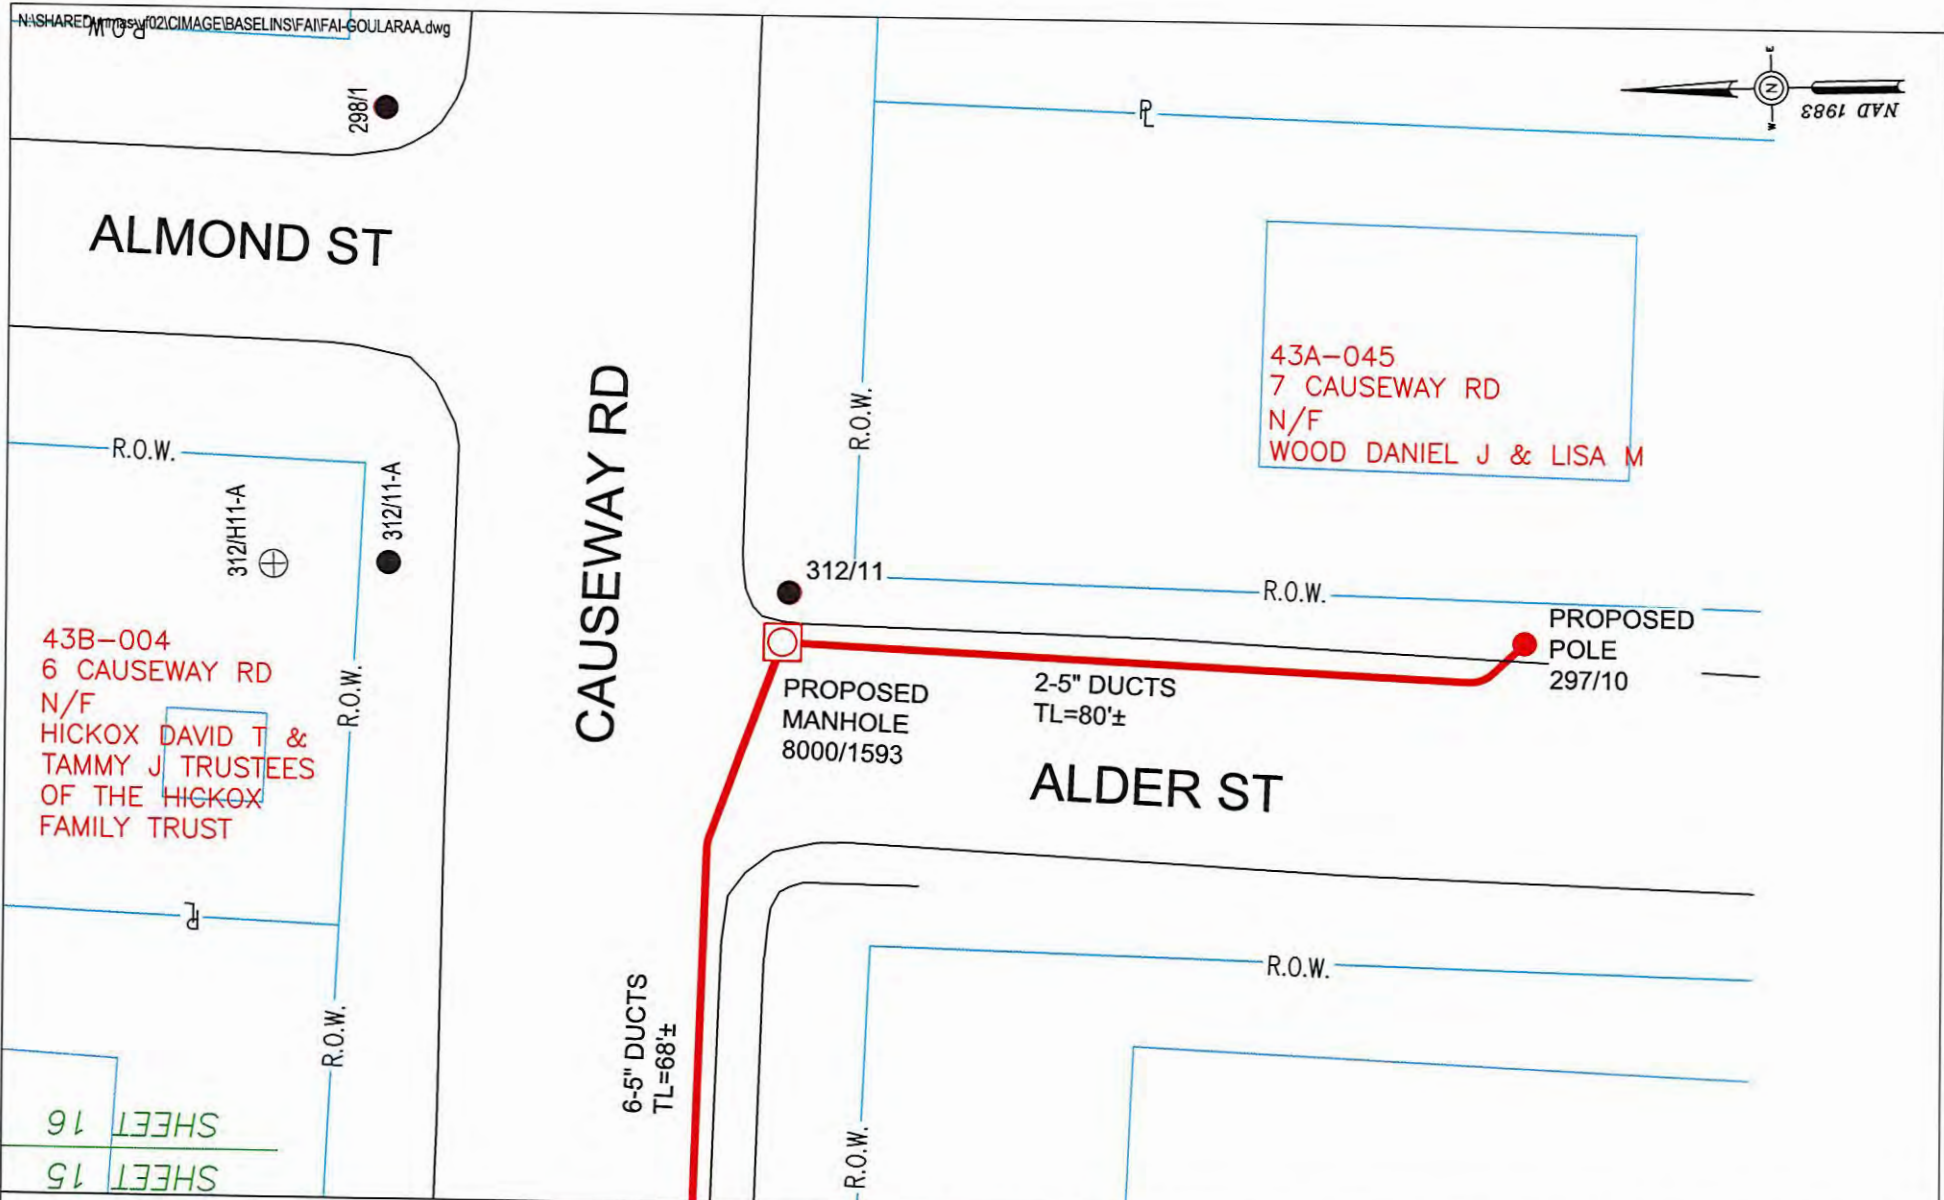 N:\SHARED\
\CIMAGE\BASELINS\FAI\FAI-GOULARAA.dwg
R.O.W.
298/1
ALMOND ST
P
L
E
N
W
NAD 1983
43A-045
7 CAUSEWAY RD
N/F
WOOD DANIEL J & LISA M
R.O.W.
CAUSEWAY RD
R.O.W.
312/H11-A
312/11-A
312/11
R.O.W.
PROPOSED
POLE
297/10
43B-004
6 CAUSEWAY RD
N/F
HICKOX DAVID T &
TAMMY J TRUSTEES
OF THE HICKOX
FAMILY TRUST
R.O.W.
PROPOSED
MANHOLE
8000/1593
2-5" DUCTS
TL=80'±
ALDER ST
P
L
R.O.W.
6-5" DUCTS
TL=68'±
R.O.W.
R.O.W.
SHEET 16
SHEET 15